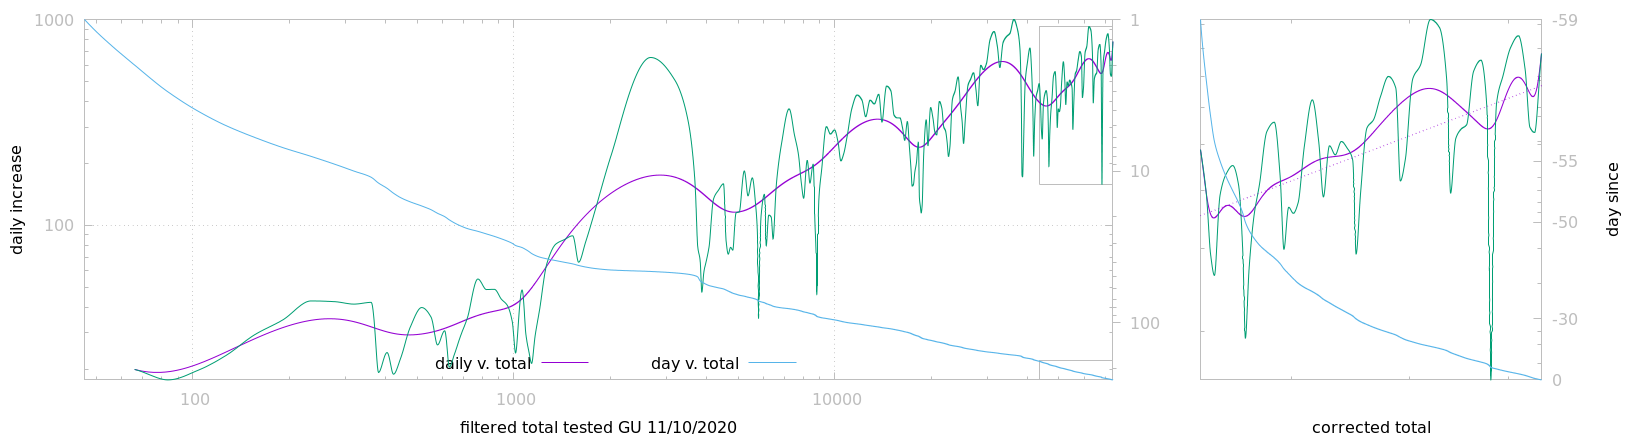 1000
100
daily increase
100
1000
10000
filtered total tested GU 11/10/2020
daily v. total
day v. total
1
10
100
-59
-55
-50
-30
0
day since
corrected total